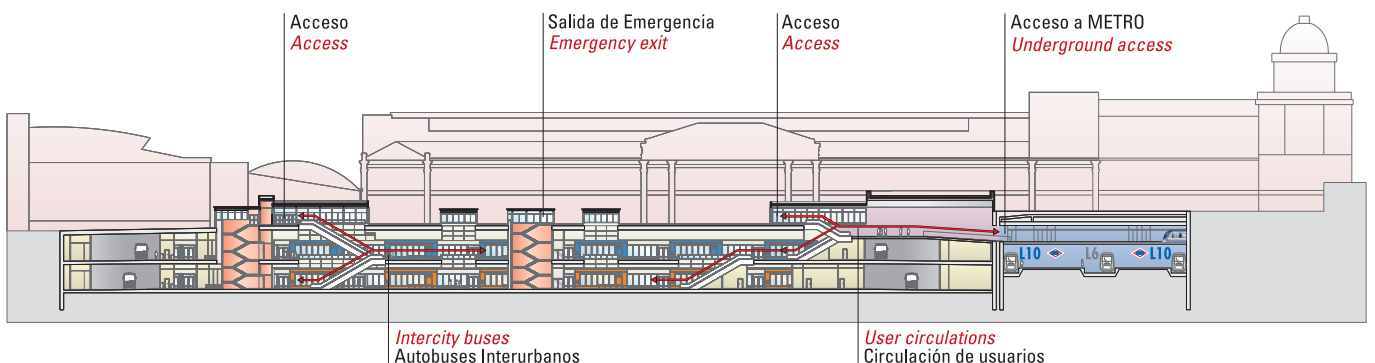 Acceso
Access
Salida de Emergencia
Emergency exit
Acceso
Access
Acceso a METRO
Underground access
L10
L6
L10
Intercity buses
Autobuses Interurbanos
User circulations
Circulación de usuarios